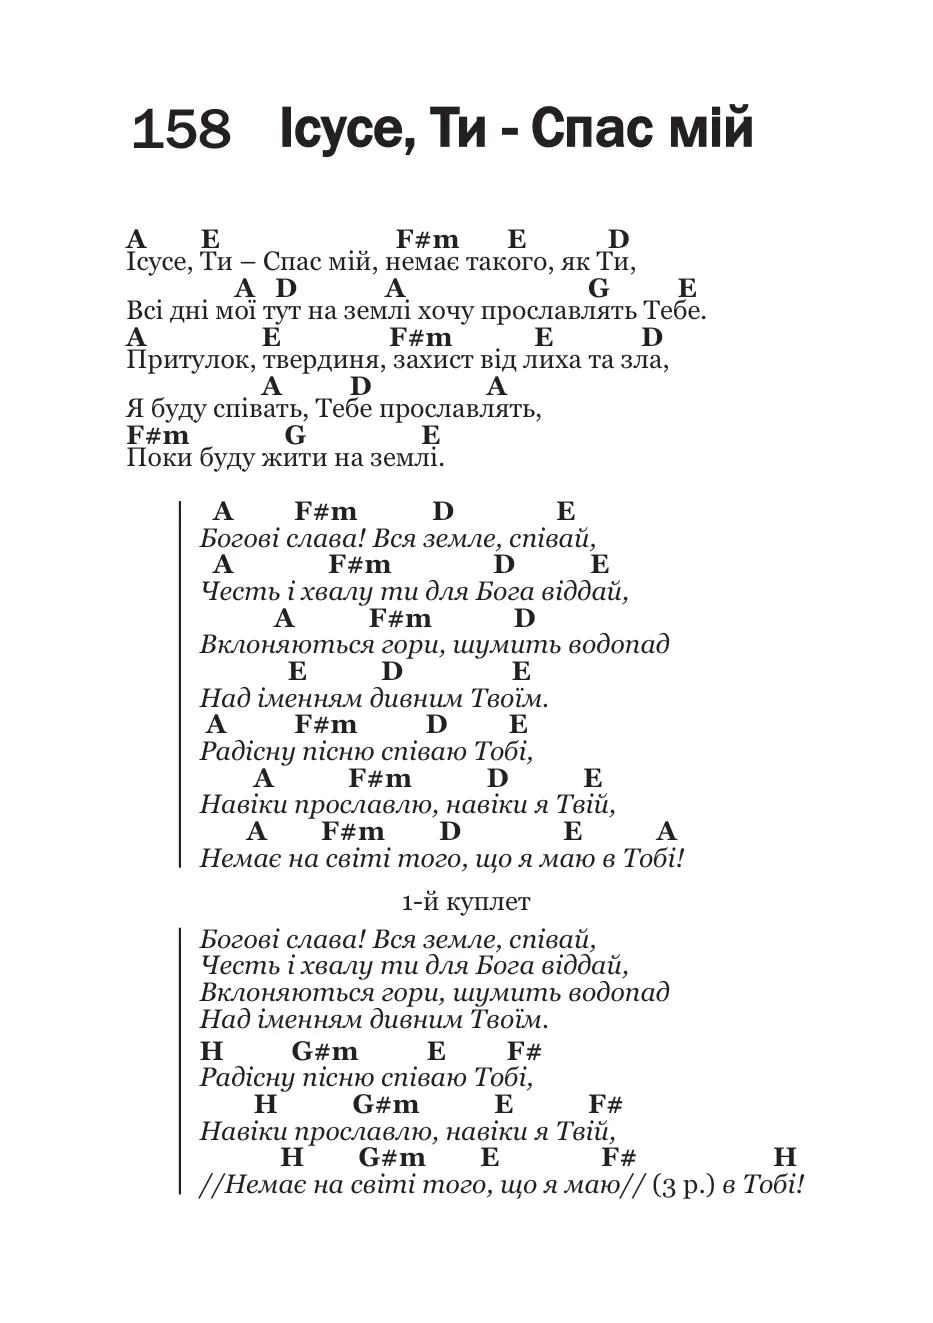 158 Ісусе, Ти - Спас мій
A E F#m E D
Ісусе, Ти – Спас мій, немає такого, як Ти,
A D A G E
Всі дні мої тут на землі хочу прославлять Тебе.
A E F#m E D
Притулок, твердиня, захист від лиха та зла,
A D A
Я буду співать, Тебе прославлять,
F#m G E
Поки буду жити на землі.
A F#m D E
Богові слава! Вся земле, співай,
A F#m D E
Честь і хвалу ти для Бога віддай,
A F#m D
Вклоняються гори, шумить водопад
E D E
Над іменням дивним Твоїм.
A F#m D E
Радісну пісню співаю Тобі,
A F#m D E
Навіки прославлю, навіки я Твій,
A F#m D E A
Немає на світі того, що я маю в Тобі!
1-й куплет
Богові слава! Вся земле, співай,
Честь і хвалу ти для Бога віддай,
Вклоняються гори, шумить водопад
Над іменням дивним Твоїм.
H G#m E F#
Радісну пісню співаю Тобі,
H G#m E F#
Навіки прославлю, навіки я Твій,
H G#m E F# H
//Немає на світі того, що я маю// (3 р.) в Тобі!